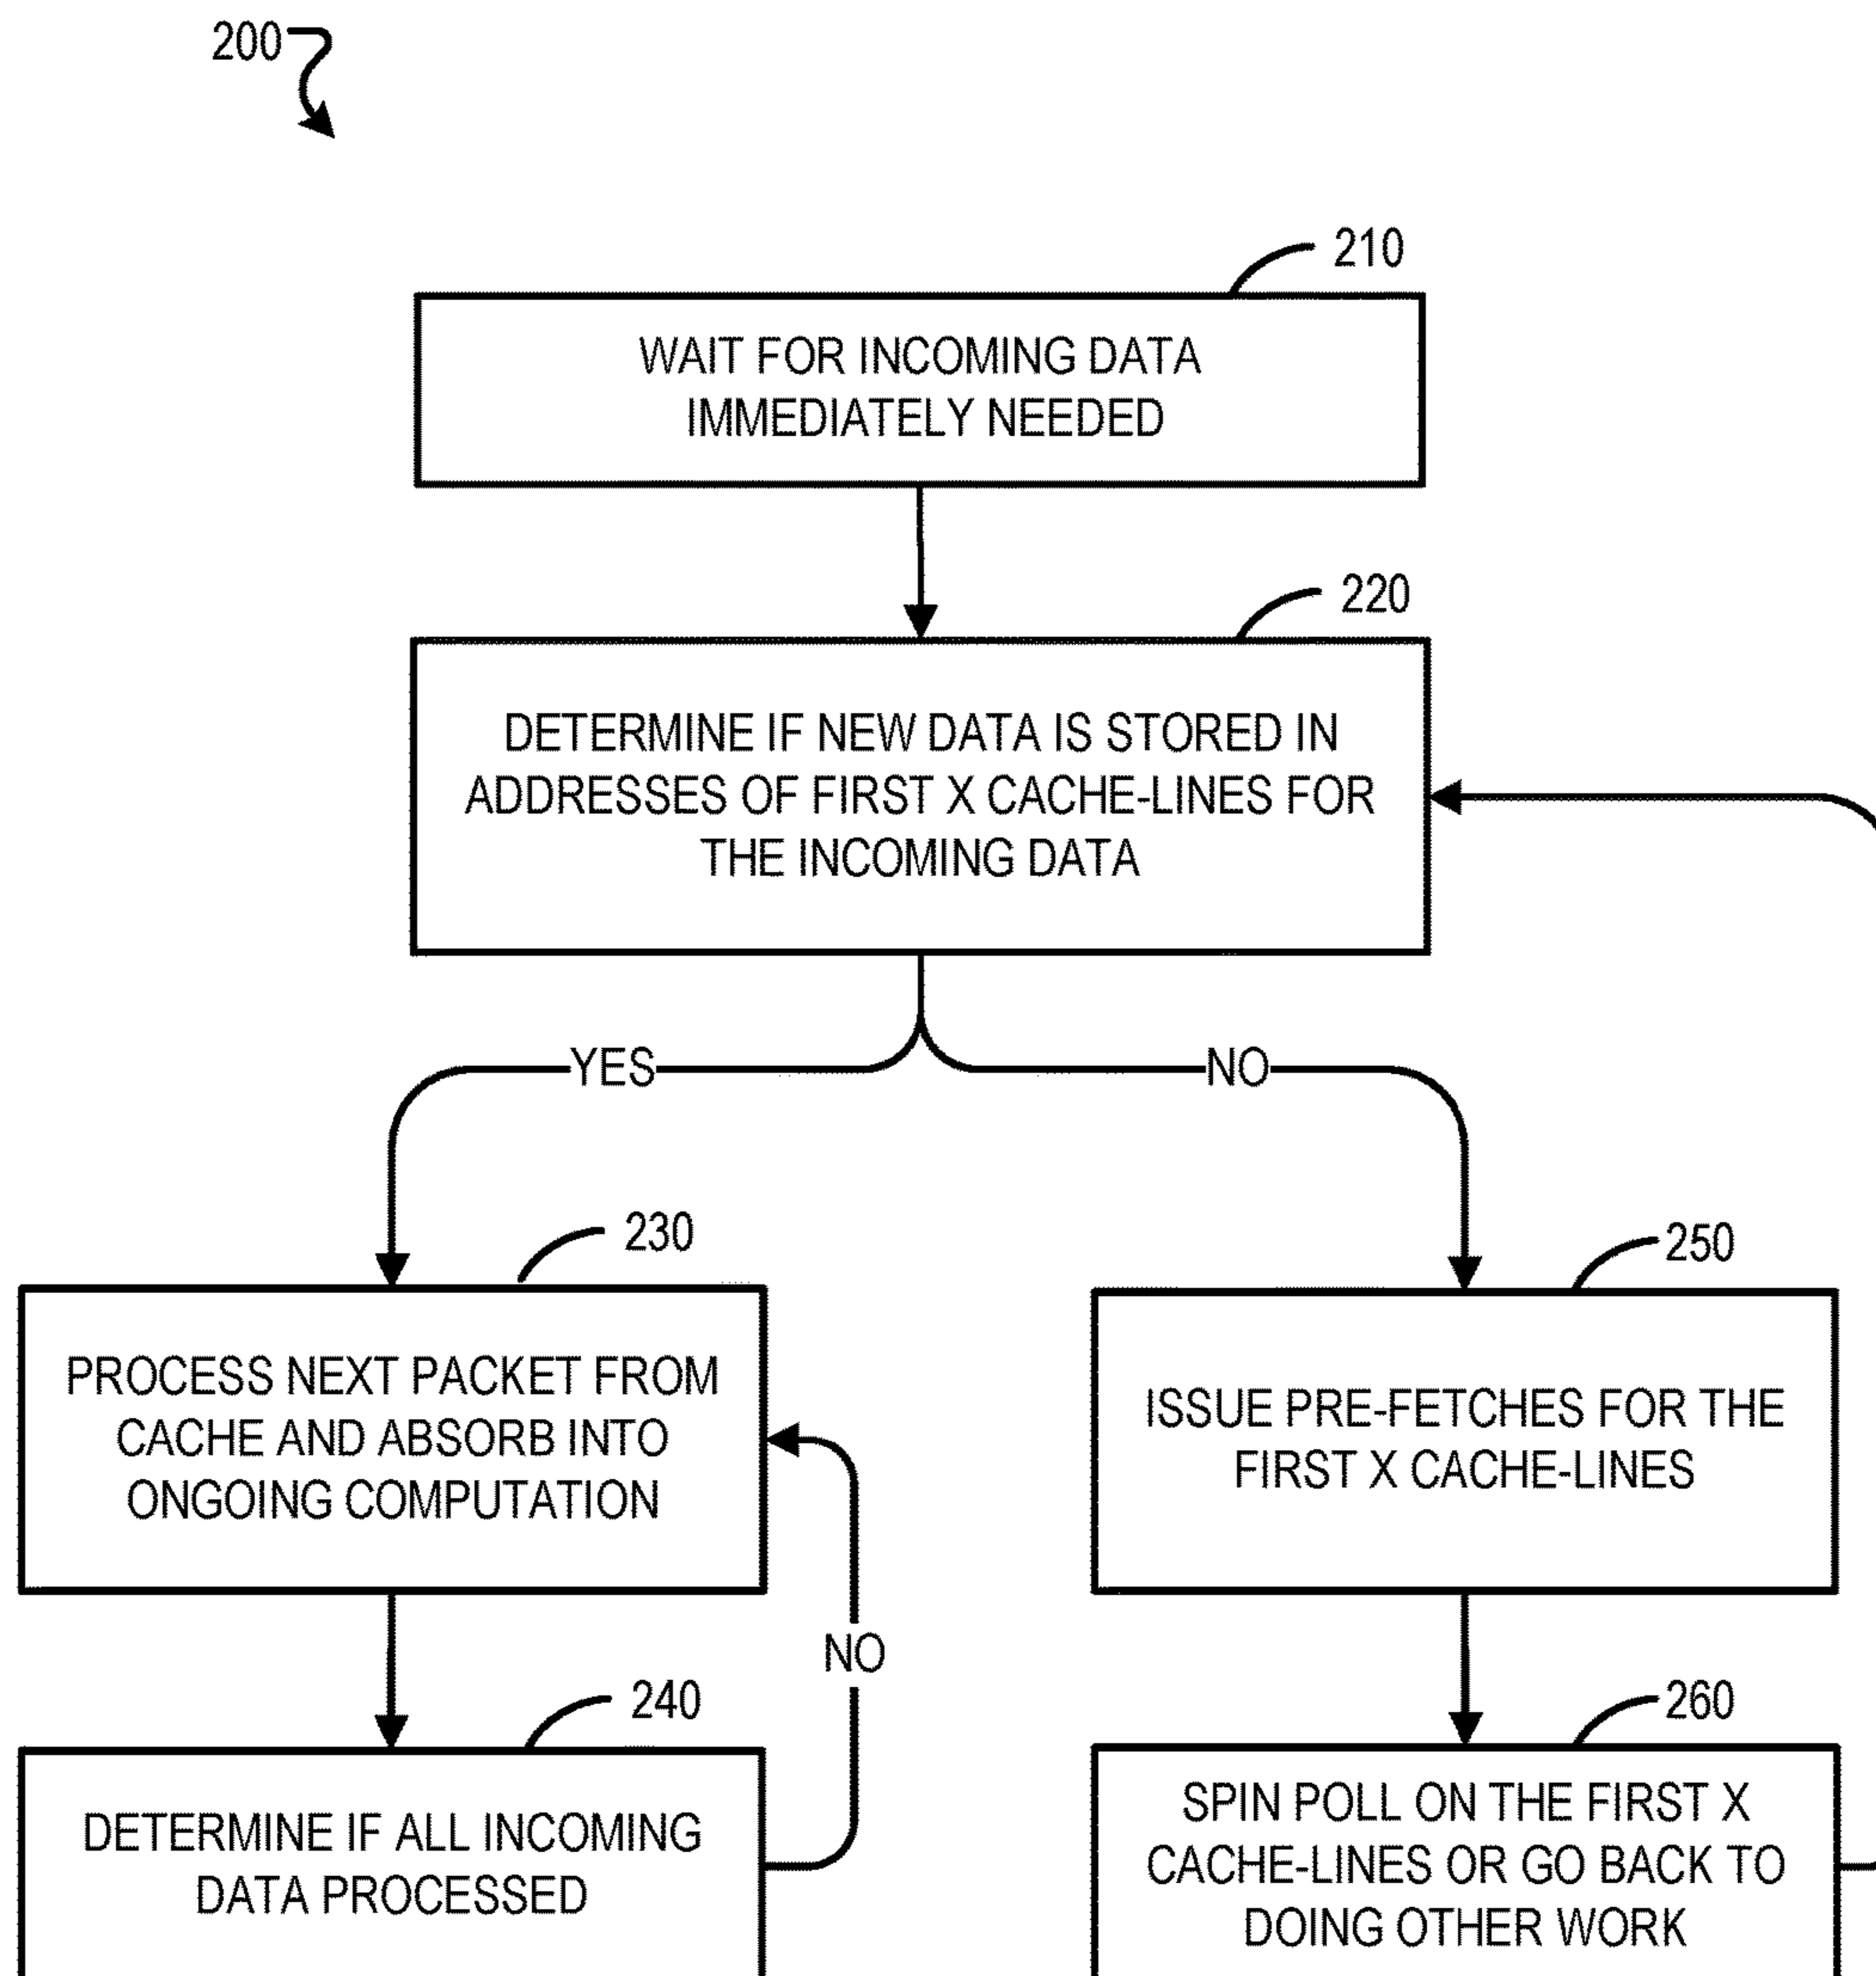 200
210
WAIT FOR INCOMING DATA
IMMEDIATELY NEEDED
220
DETERMINE IF NEW DATA IS STORED IN
ADDRESSES OF FIRST X CACHE-LINES FOR
THE INCOMING DATA
YES
NO
230
PROCESS NEXT PACKET FROM
CACHE AND ABSORB INTO
ONGOING COMPUTATION
250
ISSUE PRE-FETCHES FOR THE
FIRST X CACHE-LINES
NO
240
DETERMINE IF ALL INCOMING
DATA PROCESSED
260
SPIN POLL ON THE FIRST X
CACHE-LINES OR GO BACK TO
DOING OTHER WORK